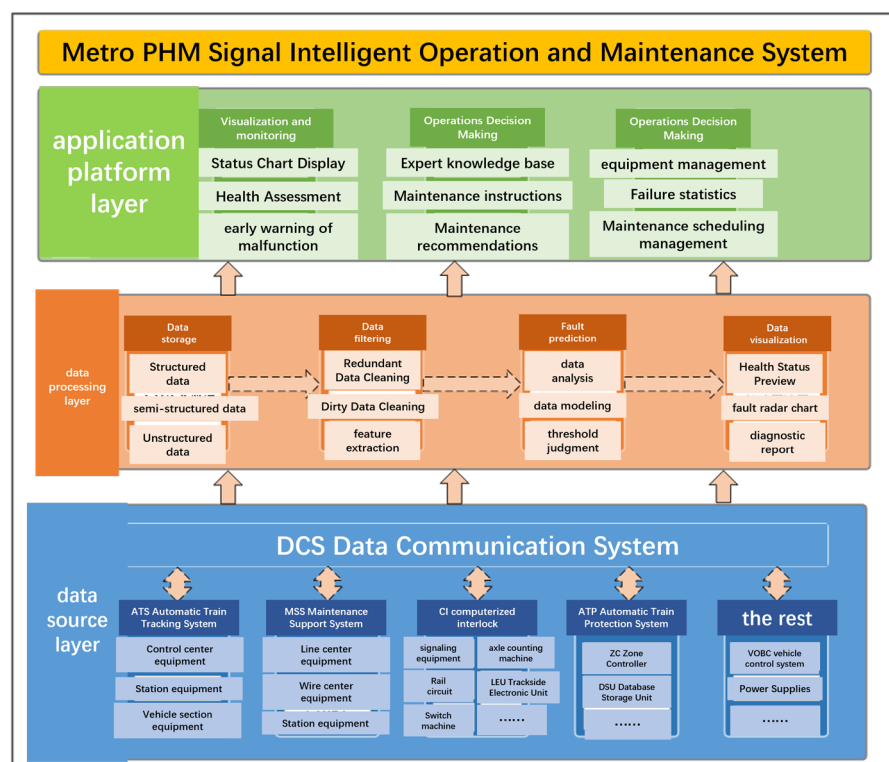 Metro PHM Signal Intelligent Operation and Maintenance System
application
platform
layer
Visualization and
monitoring
Status Chart Display
Health Assessment
early warning of
malfunction
Operations Decision
Making
Expert knowledge base
Maintenance instructions
Maintenance
recommendations
Operations Decision
Making
equipment management
Failure statistics
Maintenance scheduling
management
data
processing
layer
Data
storage
Structured
data
semi-structured data
Unstructured
data
Data
filtering
Redundant
Data Cleaning
Dirty Data Cleaning
feature
extraction
Fault
prediction
data
analysis
data modeling
threshold
judgment
Data
visualization
Health Status
Preview
fault radar chart
diagnostic
report
data
source
layer
DCS Data Communication System
ATS Automatic Train
Tracking System
Control center
equipment
Station equipment
Vehicle section
equipment
MSS Maintenance
Support System
Line center
equipment
Wire center
equipment
Station equipment
CI computerized
interlock
signaling
equipment
axle counting
machine
Rail
circuit
LEU Trackside
Electronic Unit
Switch
machine
……
ATP Automatic Train
Protection System
ZC Zone
Controller
DSU Database
Storage Unit
……
the rest
VOBC vehicle
control system
Power Supplies
……